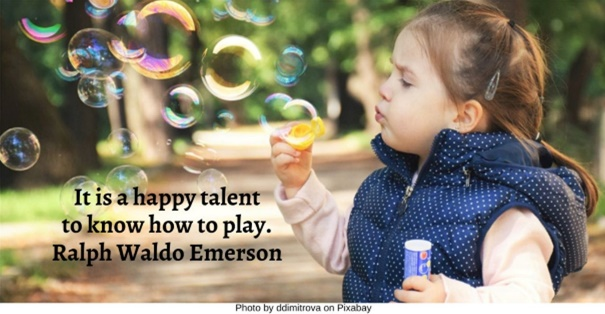 It is a happy talent
to know how to play.
Ralph Waldo Emerson
Photo by ddimitrova on Pixabay